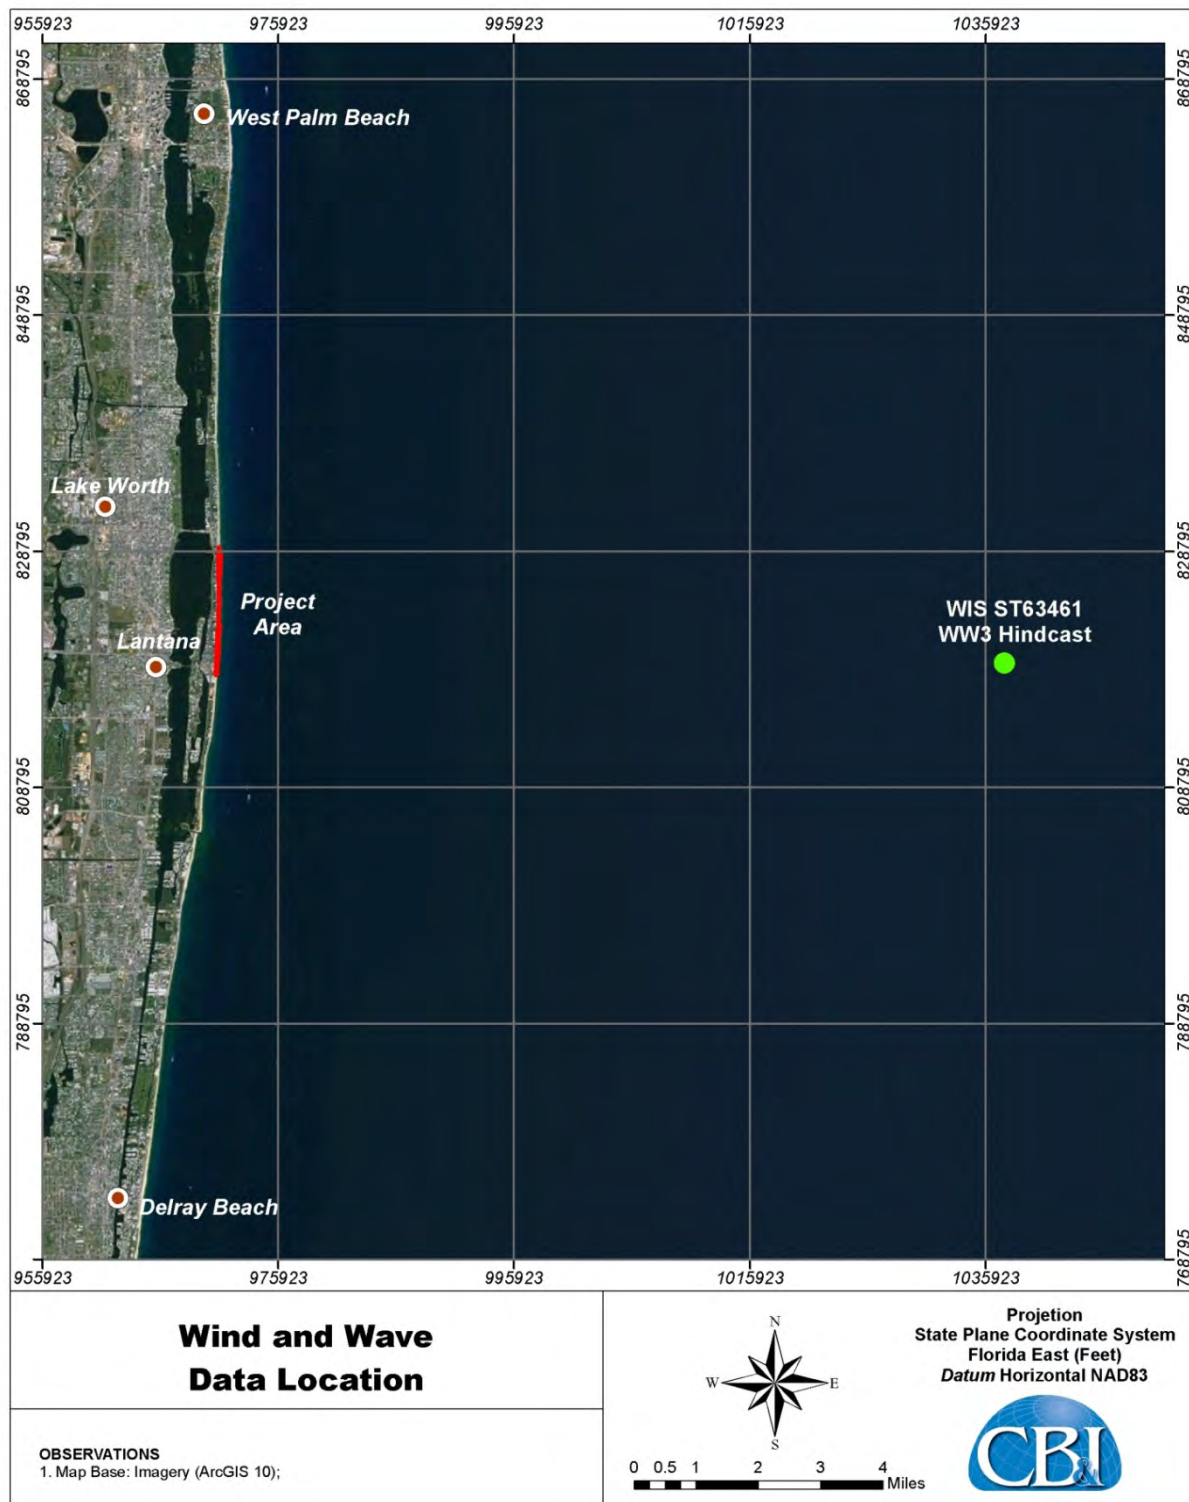 955923 975923 995923 1015923 1035923
868795 868795
West Palm Beach
848795 848795
Lake Worth
828795 828795
Project
Area
WIS ST63461
WW3 Hindcast
Lantana
808795 808795
788795 788795
Delray Beach
768795 768795
955923 975923 995923 1015923 1035923
Wind and Wave
Data Location
OBSERVATIONS
1. Map Base: Imagery (ArcGIS 10);
N
W E
S
0 0.5 1 2 3 4
Miles
Projetion
State Plane Coordinate System
Florida East (Feet)
Datum Horizontal NAD83
CB&I